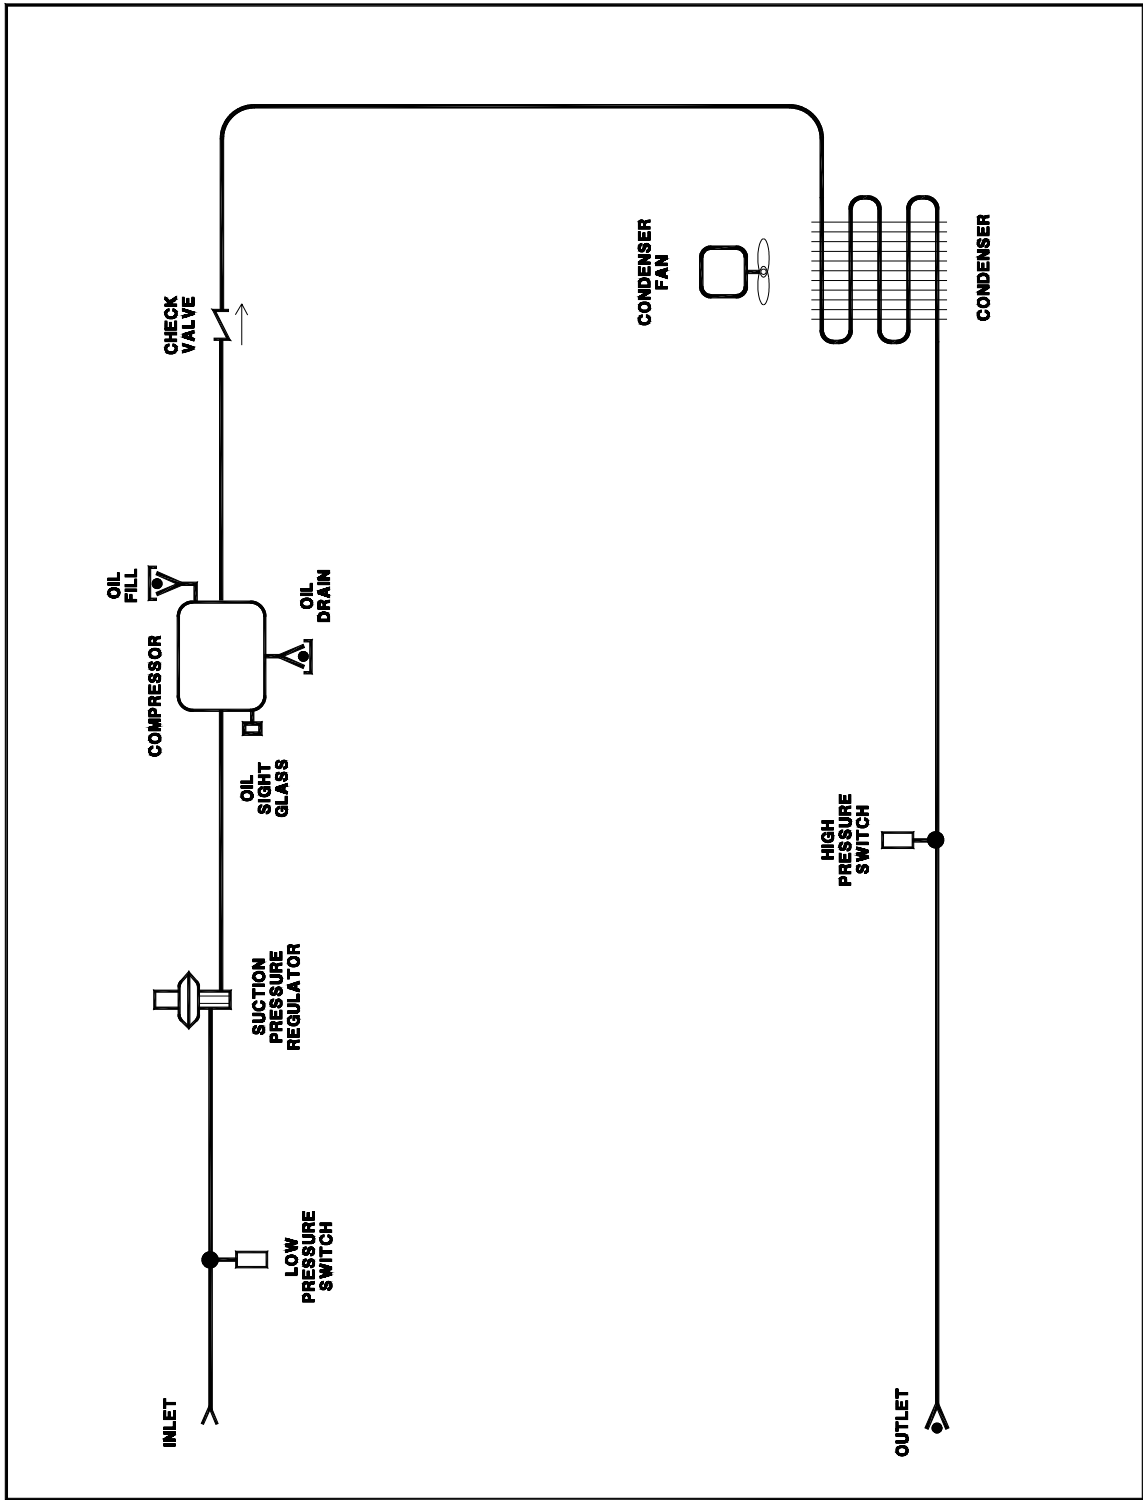 INLET
LOW
PRESSURE
SWITCH
SUCTION
PRESSURE
REGULATOR
COMPRESSOR
OIL
SIGHT
GLASS
OIL
FILL
OIL
DRAIN
CHECK
VALVE
CONDENSER
FAN
CONDENSER
HIGH
PRESSURE
SWITCH
OUTLET